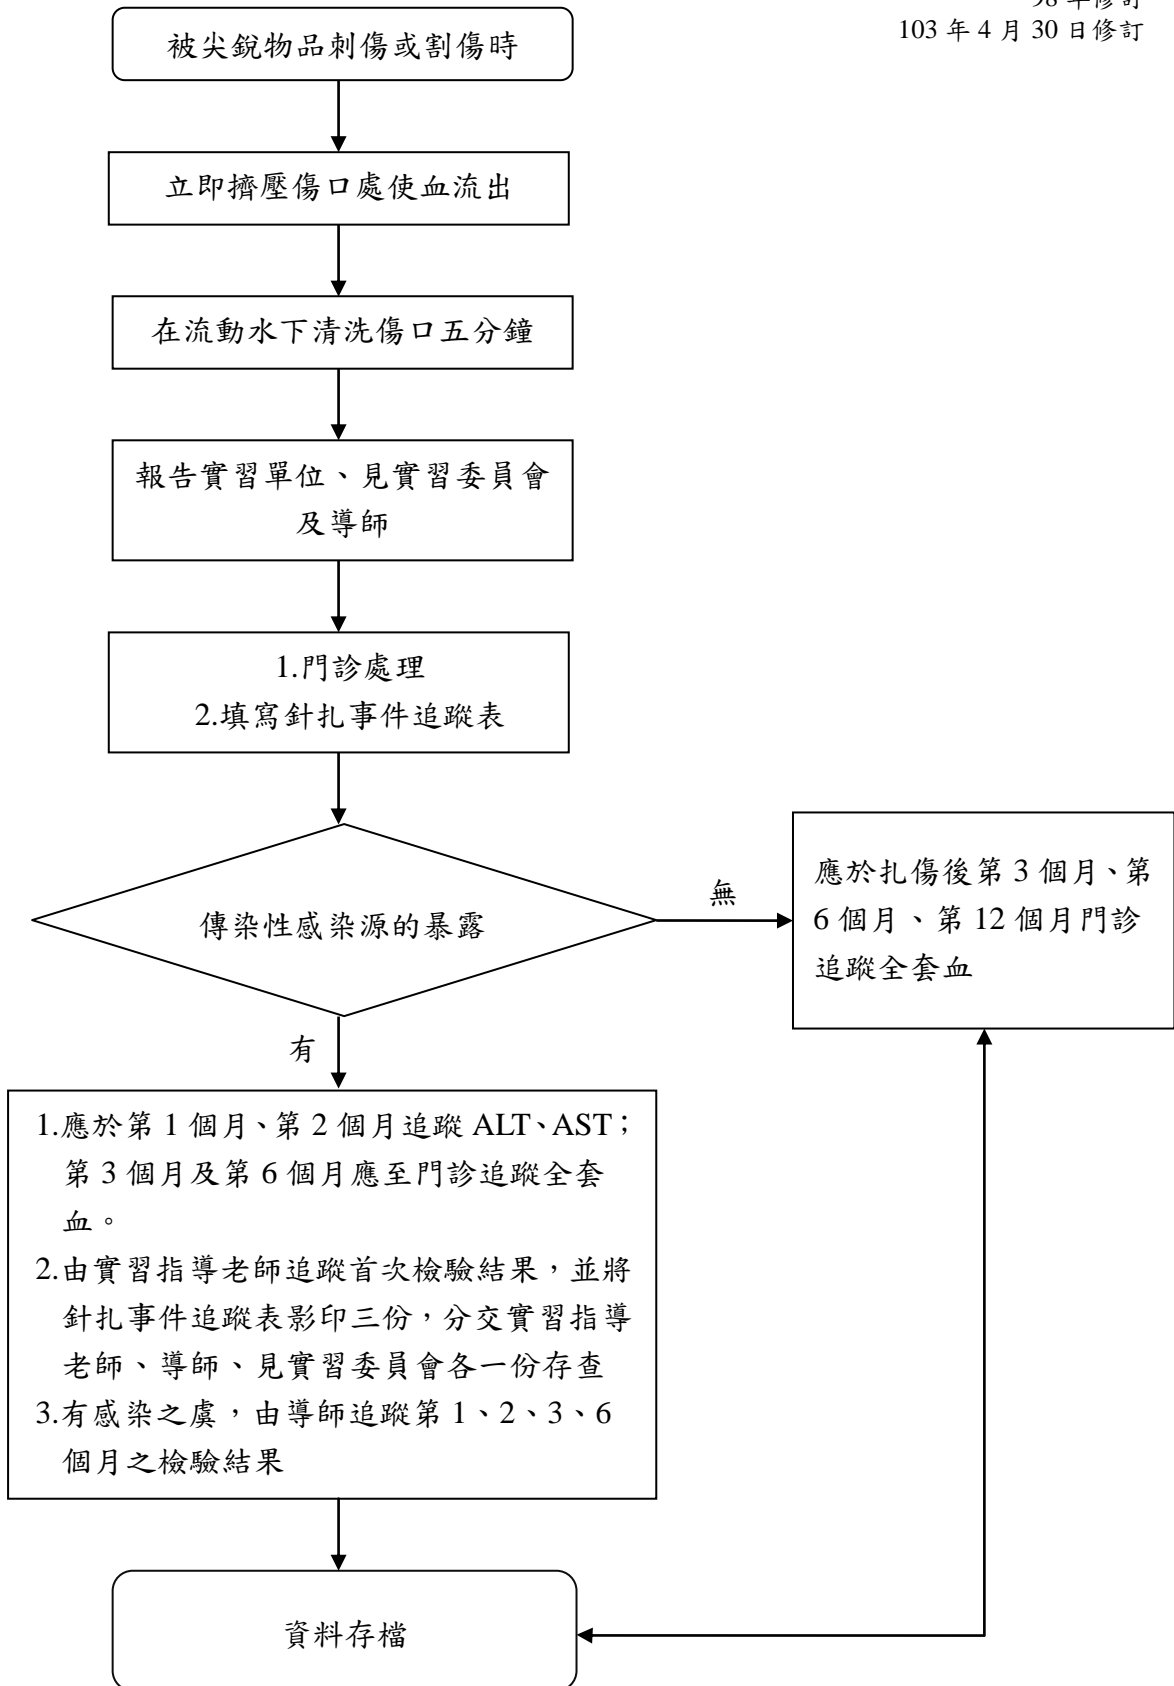 98 年修訂
103 年 4 月 30 日修訂
被尖銳物品刺傷或割傷時
立即擠壓傷口處使血流出
在流動水下清洗傷口五分鐘
報告實習單位、見實習委員會
及導師
1.門診處理
2.填寫針扎事件追蹤表
傳染性感染源的暴露
無
應於扎傷後第 3 個月、第
6 個月、第 12 個月門診
追蹤全套血
有
1.應於第 1 個月、第 2 個月追蹤 ALT、AST；
第 3 個月及第 6 個月應至門診追蹤全套
血。
2.由實習指導老師追蹤首次檢驗結果，並將
針扎事件追蹤表影印三份，分交實習指導
老師、導師、見實習委員會各一份存查
3.有感染之虞，由導師追蹤第 1、2、3、6
個月之檢驗結果
資料存檔